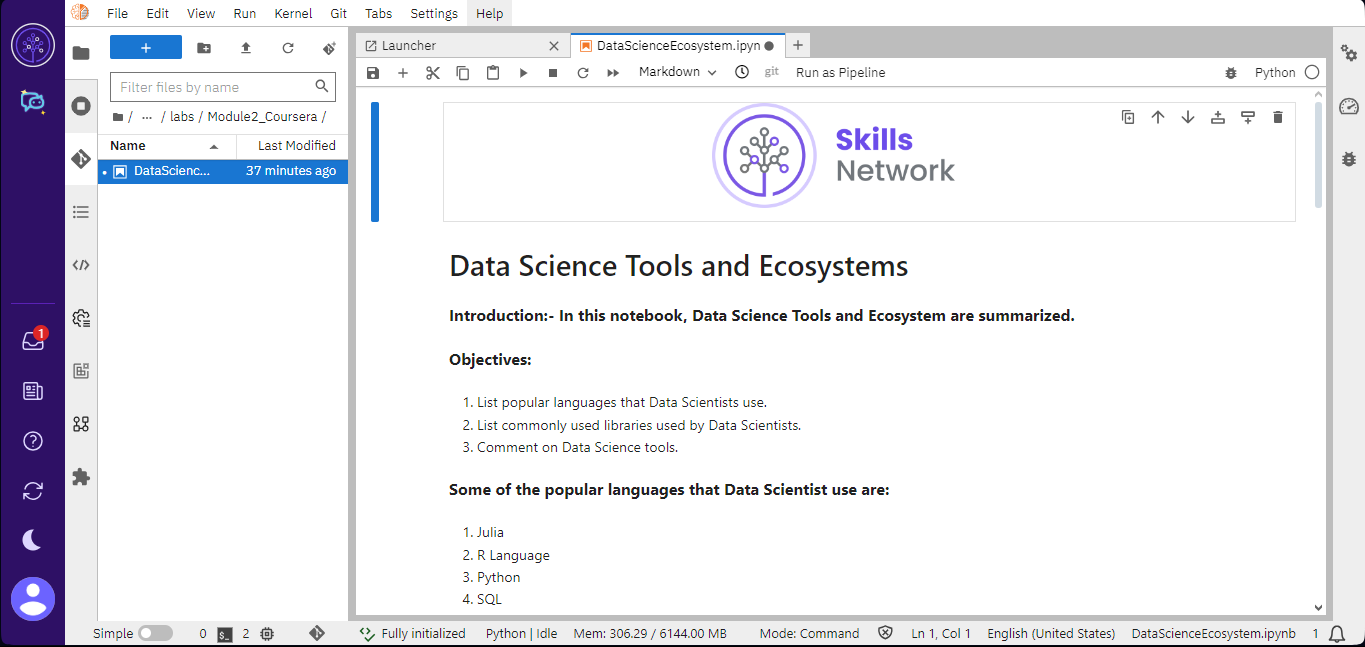 File Edit View Run Kernel Git Tabs Settings Help
+
Filter files by name
/ ... / labs / Module2_Coursera /
Name Last Modified
DataScienc... 37 minutes ago
1
Launcher
DataScienceEcosystem.ipyn
Markdown
git
Run as Pipeline
Python
Skills
Network
Data Science Tools and Ecosystems
Introduction:- In this notebook, Data Science Tools and Ecosystem are summarized.
Objectives:
1. List popular languages that Data Scientists use.
2. List commonly used libraries used by Data Scientists.
3. Comment on Data Science tools.
Some of the popular languages that Data Scientist use are:
1. Julia
2. R Language
3. Python
4. SQL
Simple 0 $_ 2 Fully initialized Python | Idle Mem: 306.29 / 6144.00 MB Mode: Command Ln 1, Col 1 English (United States) DataScienceEcosystem.ipynb 1